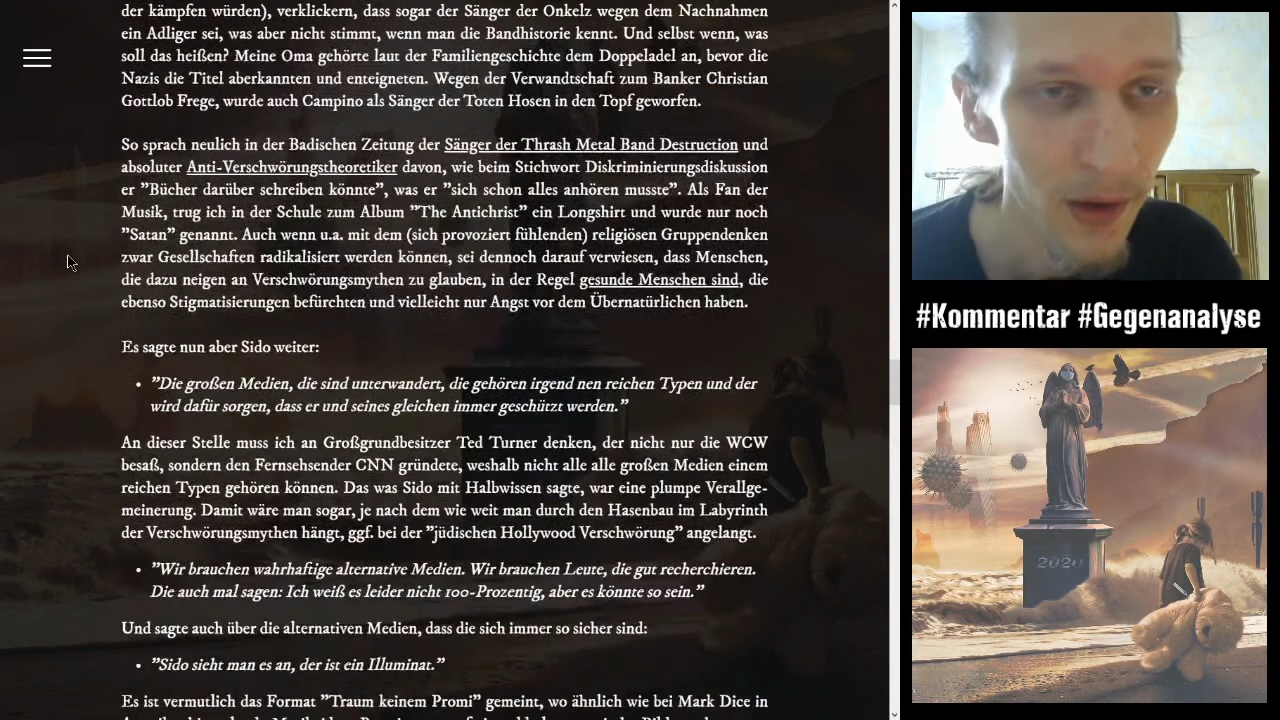 der kämpfen würden), verklickern, dass sogar der Sänger der Onkelz wegen dem Nachnahmen
ein Adliger sei, was aber nicht stimmt, wenn man die Bandhistorie kennt. Und selbst wenn, was
soll das heißen? Meine Oma gehörte laut der Familiengeschichte dem Doppeladel an, bevor die
Nazis die Titel aberkannten und enteigneten. Wegen der Verwandtschaft zum Banker Christian
Gottlob Frege, wurde auch Campino als Sänger der Toten Hosen in den Topf geworfen.
So sprach neulich in der Badischen Zeitung der Sänger der Thrash Metal Band Destruction und
absoluter Anti-Verschwörungstheoretiker davon, wie beim Stichwort Diskriminierungsdiskussion
er ”Bücher darüber schreiben könnte”, was er ”sich schon alles anhören musste”. Als Fan der
Musik, trug ich in der Schule zum Album ”The Antichrist” ein Longshirt und wurde nur noch
”Satan” genannt. Auch wenn u.a. mit dem (sich provoziert fühlenden) religiösen Gruppendenken
zwar Gesellschaften radikalisiert werden können, sei dennoch darauf verwiesen, dass Menschen,
die dazu neigen an Verschwörungsmythen zu glauben, in der Regel gesunde Menschen sind, die
ebenso Stigmatisierungen befürchten und vielleicht nur Angst vor dem Übernatürlichen haben.
Es sagte nun aber Sido weiter:
• ”Die großen Medien, die sind unterwandert, die gehören irgend nen reichen Typen und der
wird dafür sorgen, dass er und seines gleichen immer geschützt werden.”
An dieser Stelle muss ich an Großgrundbesitzer Ted Turner denken, der nicht nur die WCW
besaß, sondern den Fernsehsender CNN gründete, weshalb nicht alle alle großen Medien einem
reichen Typen gehören können. Das was Sido mit Halbwissen sagte, war eine plumpe Verallge-
meinerung. Damit wäre man sogar, je nach dem wie weit man durch den Hasenbau im Labyrinth
der Verschwörungsmythen hängt, ggf. bei der ”jüdischen Hollywood Verschwörung” angelangt.
• ”Wir brauchen wahrhaftige alternative Medien. Wir brauchen Leute, die gut recherchieren.
Die auch mal sagen: Ich weiß es leider nicht 100-Prozentig, aber es könnte so sein.”
Und sagte auch über die alternativen Medien, dass die sich immer so sicher sind:
• ”Sido sieht man es an, der ist ein Illuminat.”
Es ist vermutlich das Format ”Traum keinem Promi” gemeint, wo ähnlich wie bei Mark Dice in
#Kommentar #Gegenanalyse
2020